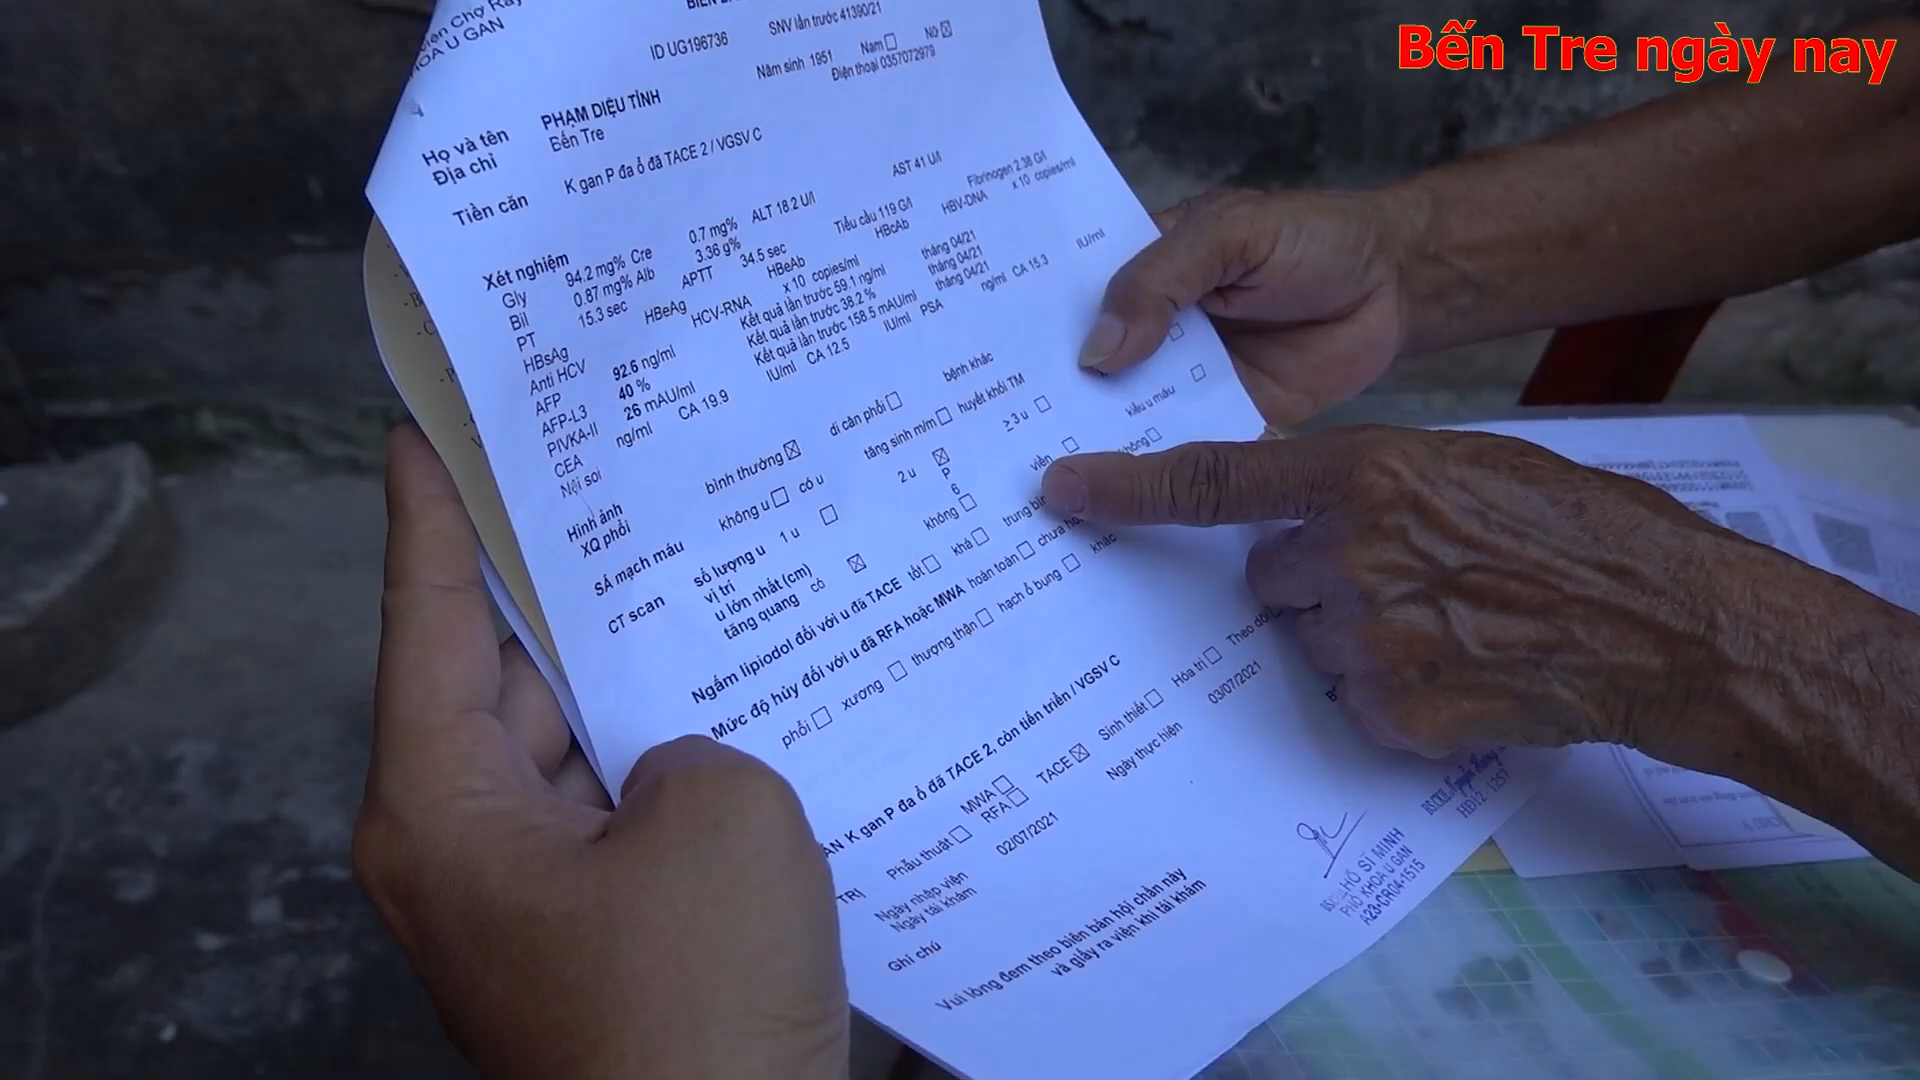 Bến Tre ngày nay
Chợ Rẫy
KHOA U GAN
ID UG196736 SNV lần trước 41390/21
Năm sinh 1951 Nam Nữ
Điện thoại 0357072979
Họ và tên PHẠM DIỆU TỈNH
Địa chỉ Bến Tre
Tiền căn K gan P đa ổ đã TACE 2 / VGSV C
Xét nghiệm
Gly 94.2 mg% Cre 0.7 mg% ALT 18.2 U/l AST 41 U/l
Bil 0.87 mg% Alb 3.36 g% Tiểu cầu 119 G/l Fibrinogen 2.38 G/l
PT 15.3 sec APTT 34.5 sec
HBsAg HBeAg HBeAb HBcAb HBV-DNA x 10 copies/ml
Anti HCV HCV-RNA x 10 copies/ml
AFP 92.6 ng/ml Kết quả lần trước 59.1 ng/ml tháng 04/21
AFP-L3 40 % Kết quả lần trước 38.2 % tháng 04/21
PIVKA-II 26 mAU/ml Kết quả lần trước 158.5 mAU/ml tháng 04/21
CEA ng/ml CA 19.9 IU/ml CA 12.5 IU/ml PSA ng/ml CA 15.3 IU/ml
Nội soi
Hình ảnh
XQ phổi bình thường di căn phổi bệnh khác
SÂ mạch máu không u có u tăng sinh m/m huyết khối TM kiểu u máu
CT scan số lượng u 1 u 2 u ≥ 3 u
vị trí P
u lớn nhất (cm) 6
tăng quang có không viền
Ngấm lipiodol đối với u đã TACE tốt khá trung không
Mức độ hủy đối với u đã RFA hoặc MWA hoàn toàn chưa
phổi xương thượng thận hạch ổ bụng khác
K gan P đa ổ đã TACE 2, còn tiến triển / VGSV C
TRỊ Phẫu thuật MWA RFA TACE Sinh thiết Hóa trị Theo dõi
Ngày nhập viện 02/07/2021 Ngày thực hiện 03/07/2021
Ngày tái khám
Ghi chú
Vui lòng đem theo biên bản hội chẩn này
và giấy ra viện khi tái khám
HỒ SĨ MINH
PHÓ KHOA U GAN
A23-GR04-1515